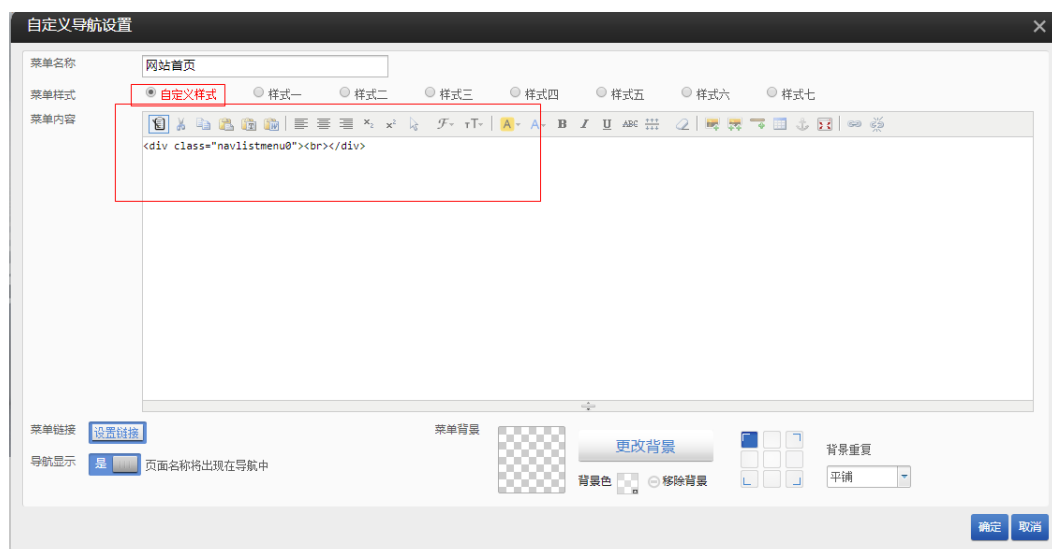 自定义导航设置
菜单名称 网站首页
菜单样式 自定义样式 样式一 样式二 样式三 样式四 样式五 样式六 样式七
菜单内容
<div class="navlistmenu0"><br></div>
菜单链接 设置链接 菜单背景 更改背景 背景重复
导航显示 是 页面名称将出现在导航中 背景色 移除背景 平铺
确定 取消